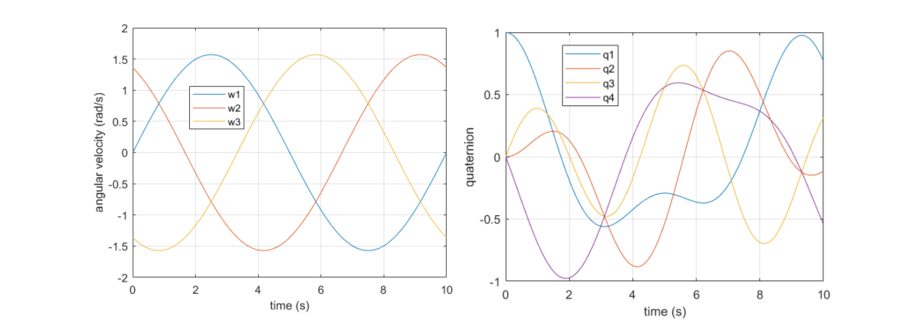 2
1.5
1
0.5
0
-0.5
-1
-1.5
-2
angular velocity (rad/s)
w1
w2
w3
0 2 4 6 8 10
time (s)
1
0.5
0
-0.5
-1
quaternion
q1
q2
q3
q4
0 2 4 6 8 10
time (s)